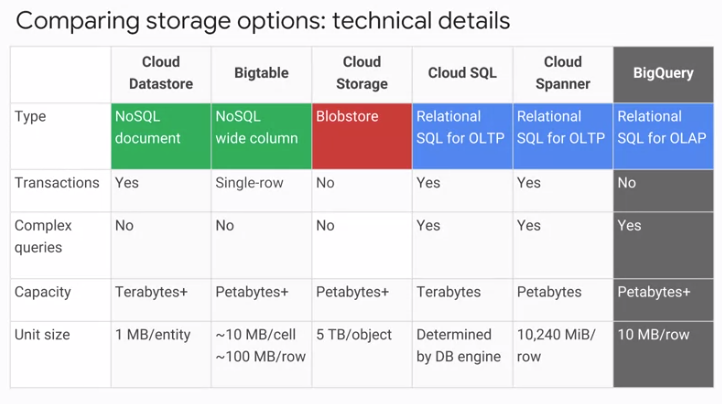 Comparing storage options: technical details
Cloud Datastore Bigtable Cloud Storage Cloud SQL Cloud Spanner BigQuery
Type NoSQL document NoSQL wide column Blobstore Relational SQL for OLTP Relational SQL for OLTP Relational SQL for OLAP
Transactions Yes Single-row No Yes Yes No
Complex queries No No No Yes Yes Yes
Capacity Terabytes+ Petabytes+ Petabytes+ Terabytes Petabytes Petabytes+
Unit size 1 MB/entity ~10 MB/cell ~100 MB/row 5 TB/object Determined by DB engine 10,240 MiB/ row 10 MB/row